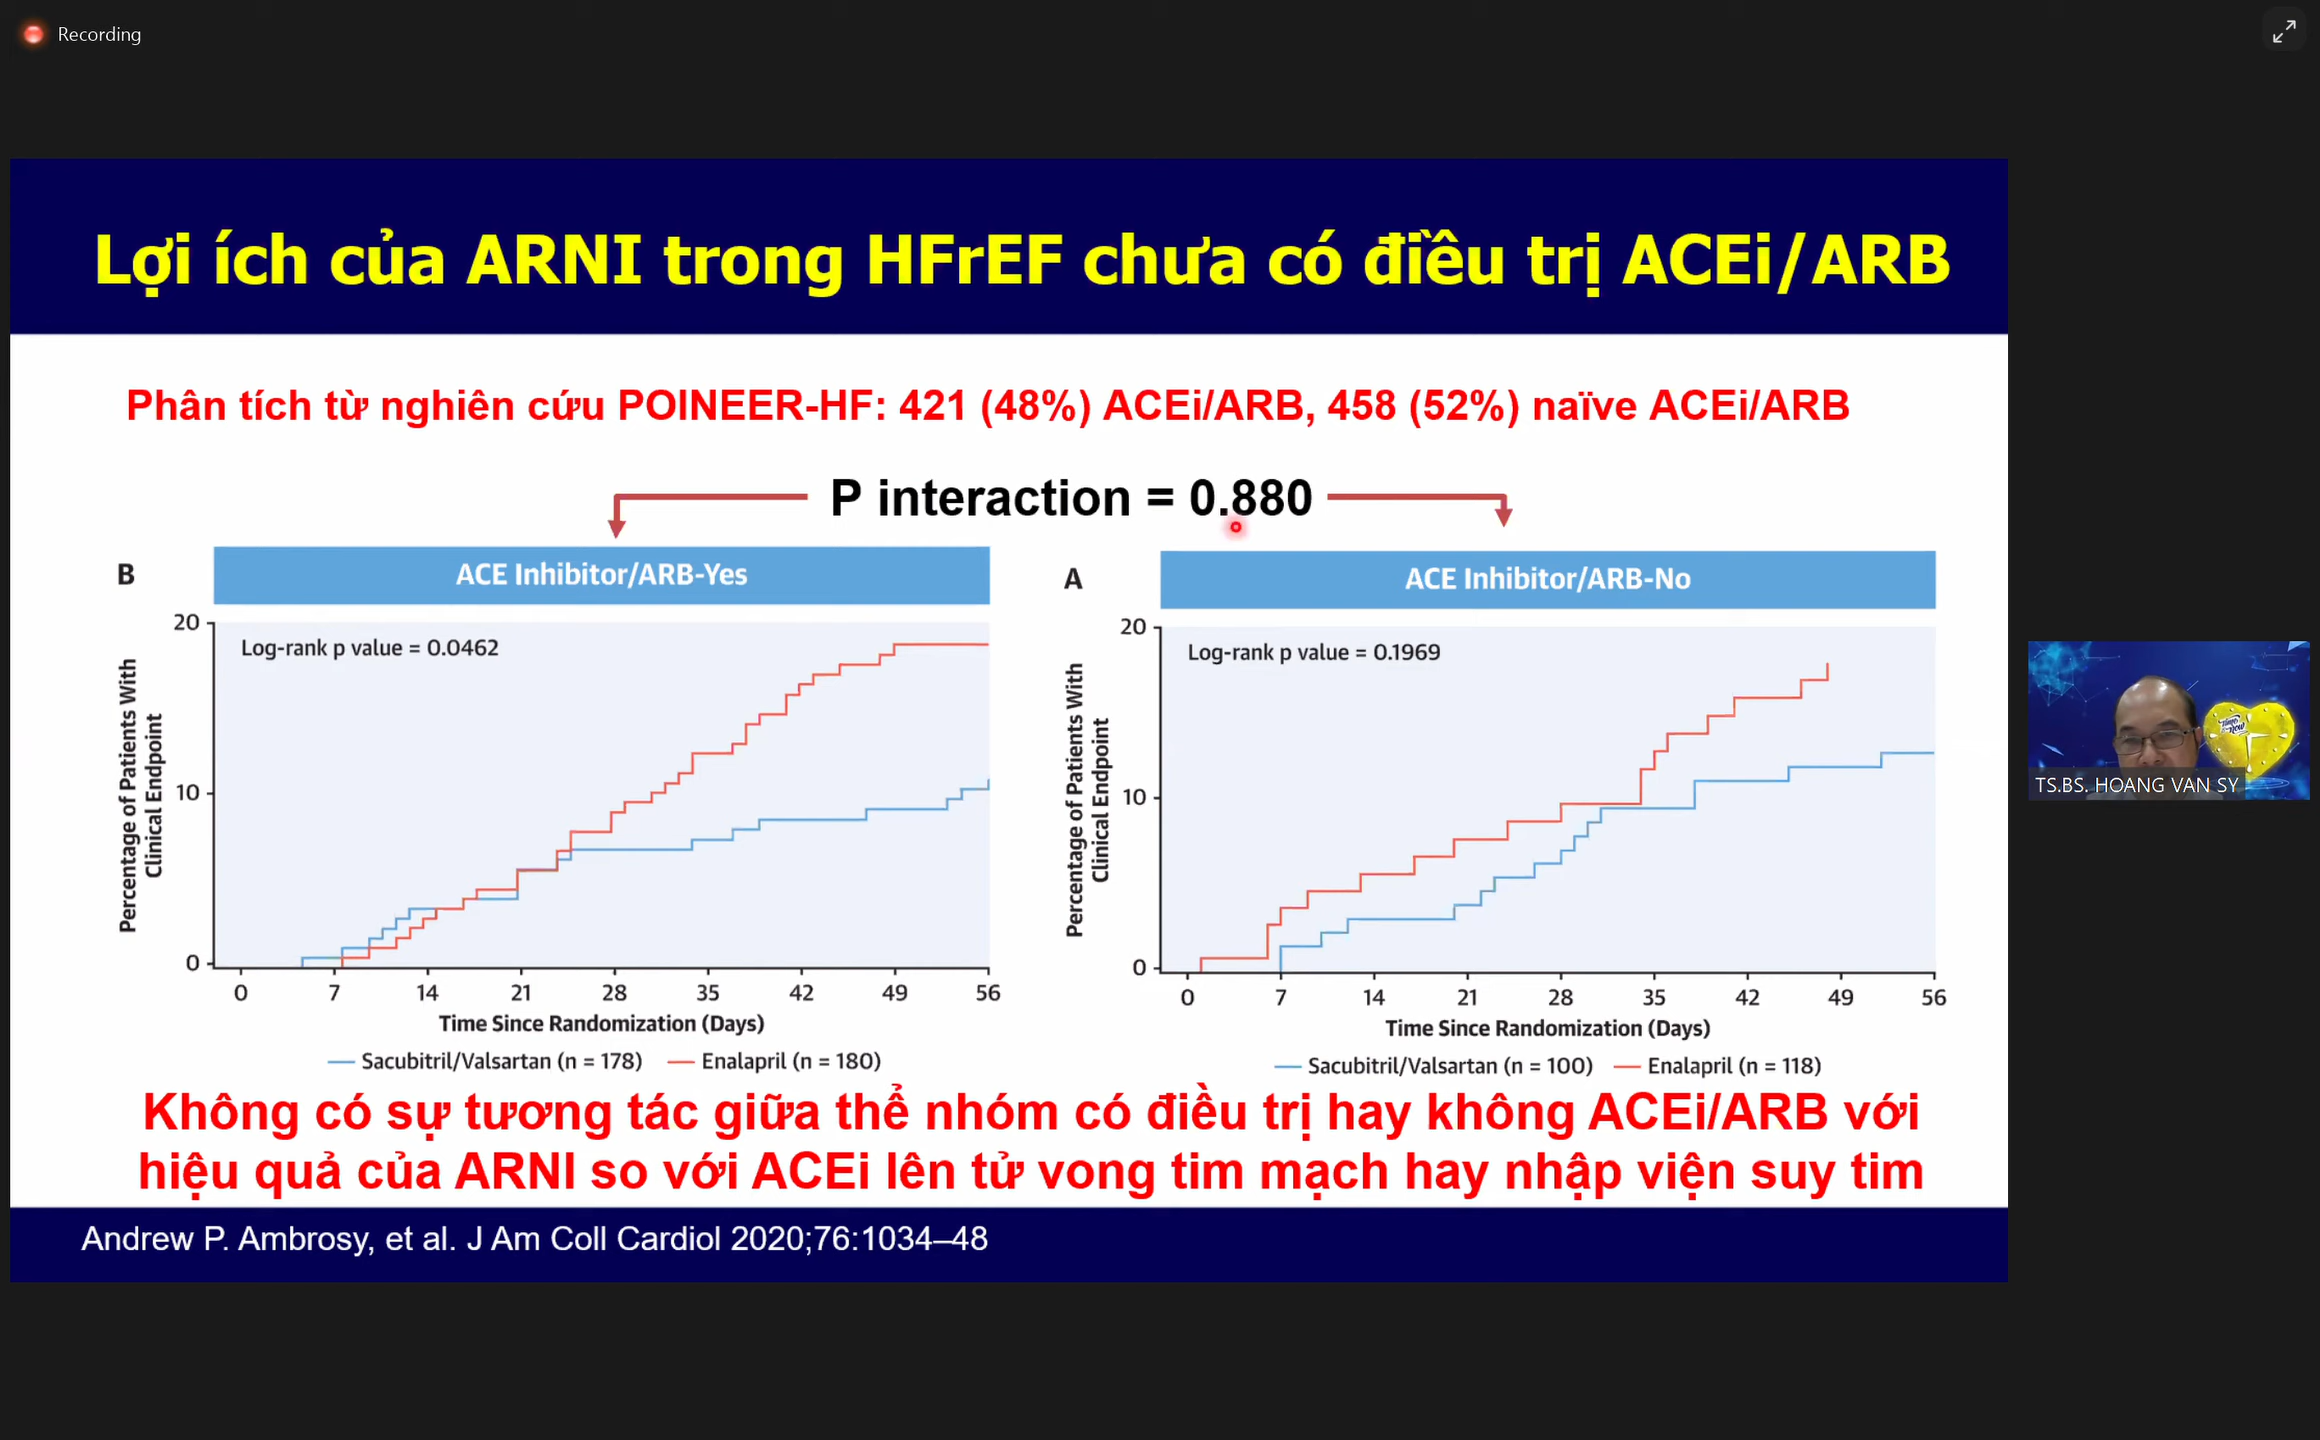 Recording
Lợi ích của ARNI trong HFrEF chưa có điều trị ACEi/ARB
Phân tích từ nghiên cứu POINEER-HF: 421 (48%) ACEi/ARB, 458 (52%) naïve ACEi/ARB
P interaction = 0.880
B
ACE Inhibitor/ARB-Yes
Log-rank p value = 0.0462
Percentage of Patients With
Clinical Endpoint
20
10
0
0 7 14 21 28 35 42 49 56
Time Since Randomization (Days)
Sacubitril/Valsartan (n = 178) Enalapril (n = 180)
A
ACE Inhibitor/ARB-No
Log-rank p value = 0.1969
Percentage of Patients With
Clinical Endpoint
20
10
0
0 7 14 21 28 35 42 49 56
Time Since Randomization (Days)
Sacubitril/Valsartan (n = 100) Enalapril (n = 118)
Không có sự tương tác giữa thể nhóm có điều trị hay không ACEi/ARB với
hiệu quả của ARNI so với ACEi lên tử vong tim mạch hay nhập viện suy tim
Andrew P. Ambrosy, et al. J Am Coll Cardiol 2020;76:1034–48
TS.BS. HOANG VAN SY